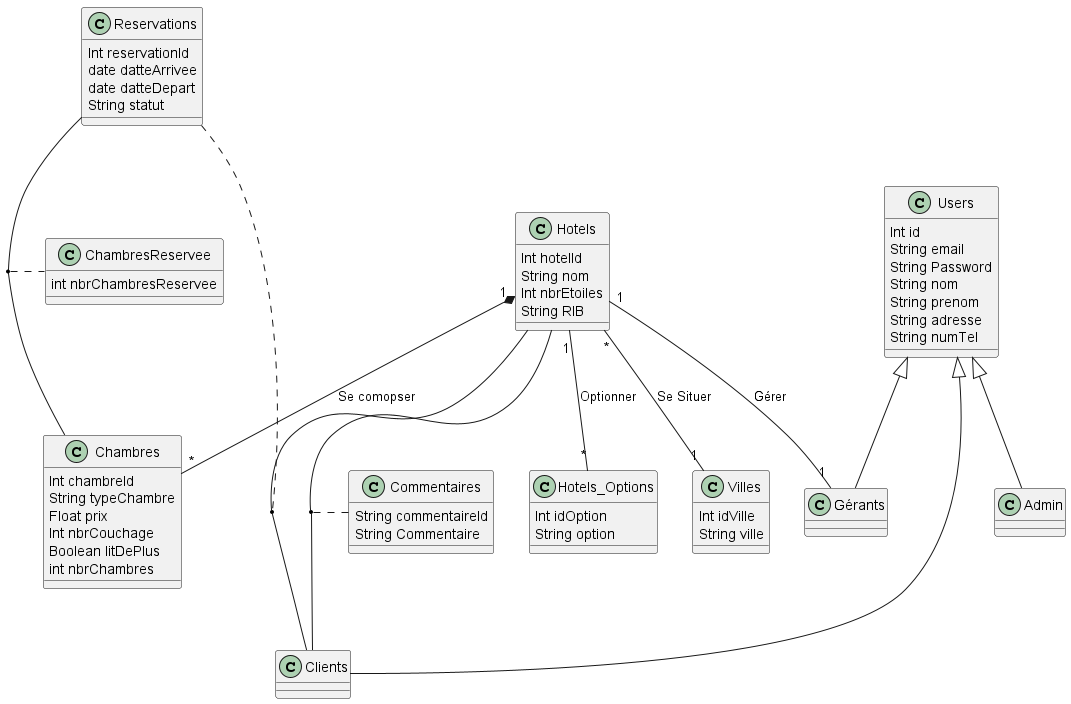 C Reservations
Int reservationId
date datteArrivee
date datteDepart
String statut
C ChambresReservee
int nbrChambresReservee
C Hotels
Int hotelId
String nom
Int nbrEtoiles
String RIB
C Users
Int id
String email
String Password
String nom
String prenom
String adresse
String numTel
1
1
1
*
Se comopser
Optionner
Se Situer
Gérer
*
*
1
1
C Chambres
Int chambreId
String typeChambre
Float prix
Int nbrCouchage
Boolean litDePlus
int nbrChambres
C Commentaires
String commentaireId
String Commentaire
C Hotels_Options
Int idOption
String option
C Villes
Int idVille
String ville
C Gérants
C Admin
C Clients